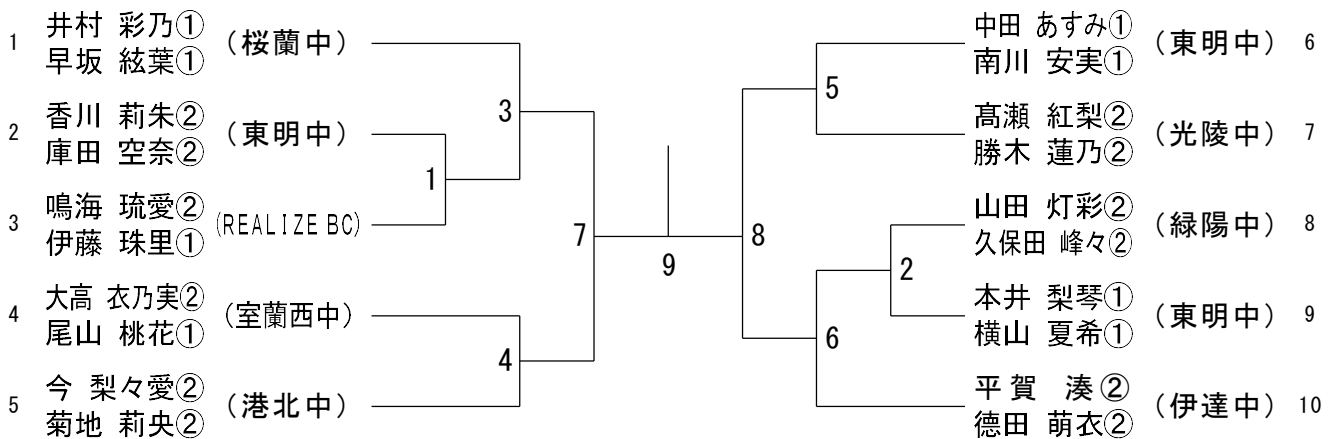 1 井村 彩乃① (桜蘭中)
早坂 絃葉①
2 香川 莉朱② (東明中)
庫田 空奈②
3 鳴海 琉愛② (REALIZE BC)
伊藤 珠里①
4 大高 衣乃実② (室蘭西中)
尾山 桃花①
5 今 梨々愛② (港北中)
菊地 莉央②
3
1
7
4
9
8
5
2
6
中田 あすみ① (東明中) 6
南川 安実①
髙瀬 紅梨② (光陵中) 7
勝木 蓮乃②
山田 灯彩② (緑陽中) 8
久保田 峰々②
本井 梨琴① (東明中) 9
横山 夏希①
平賀 湊② (伊達中) 10
德田 萌衣②